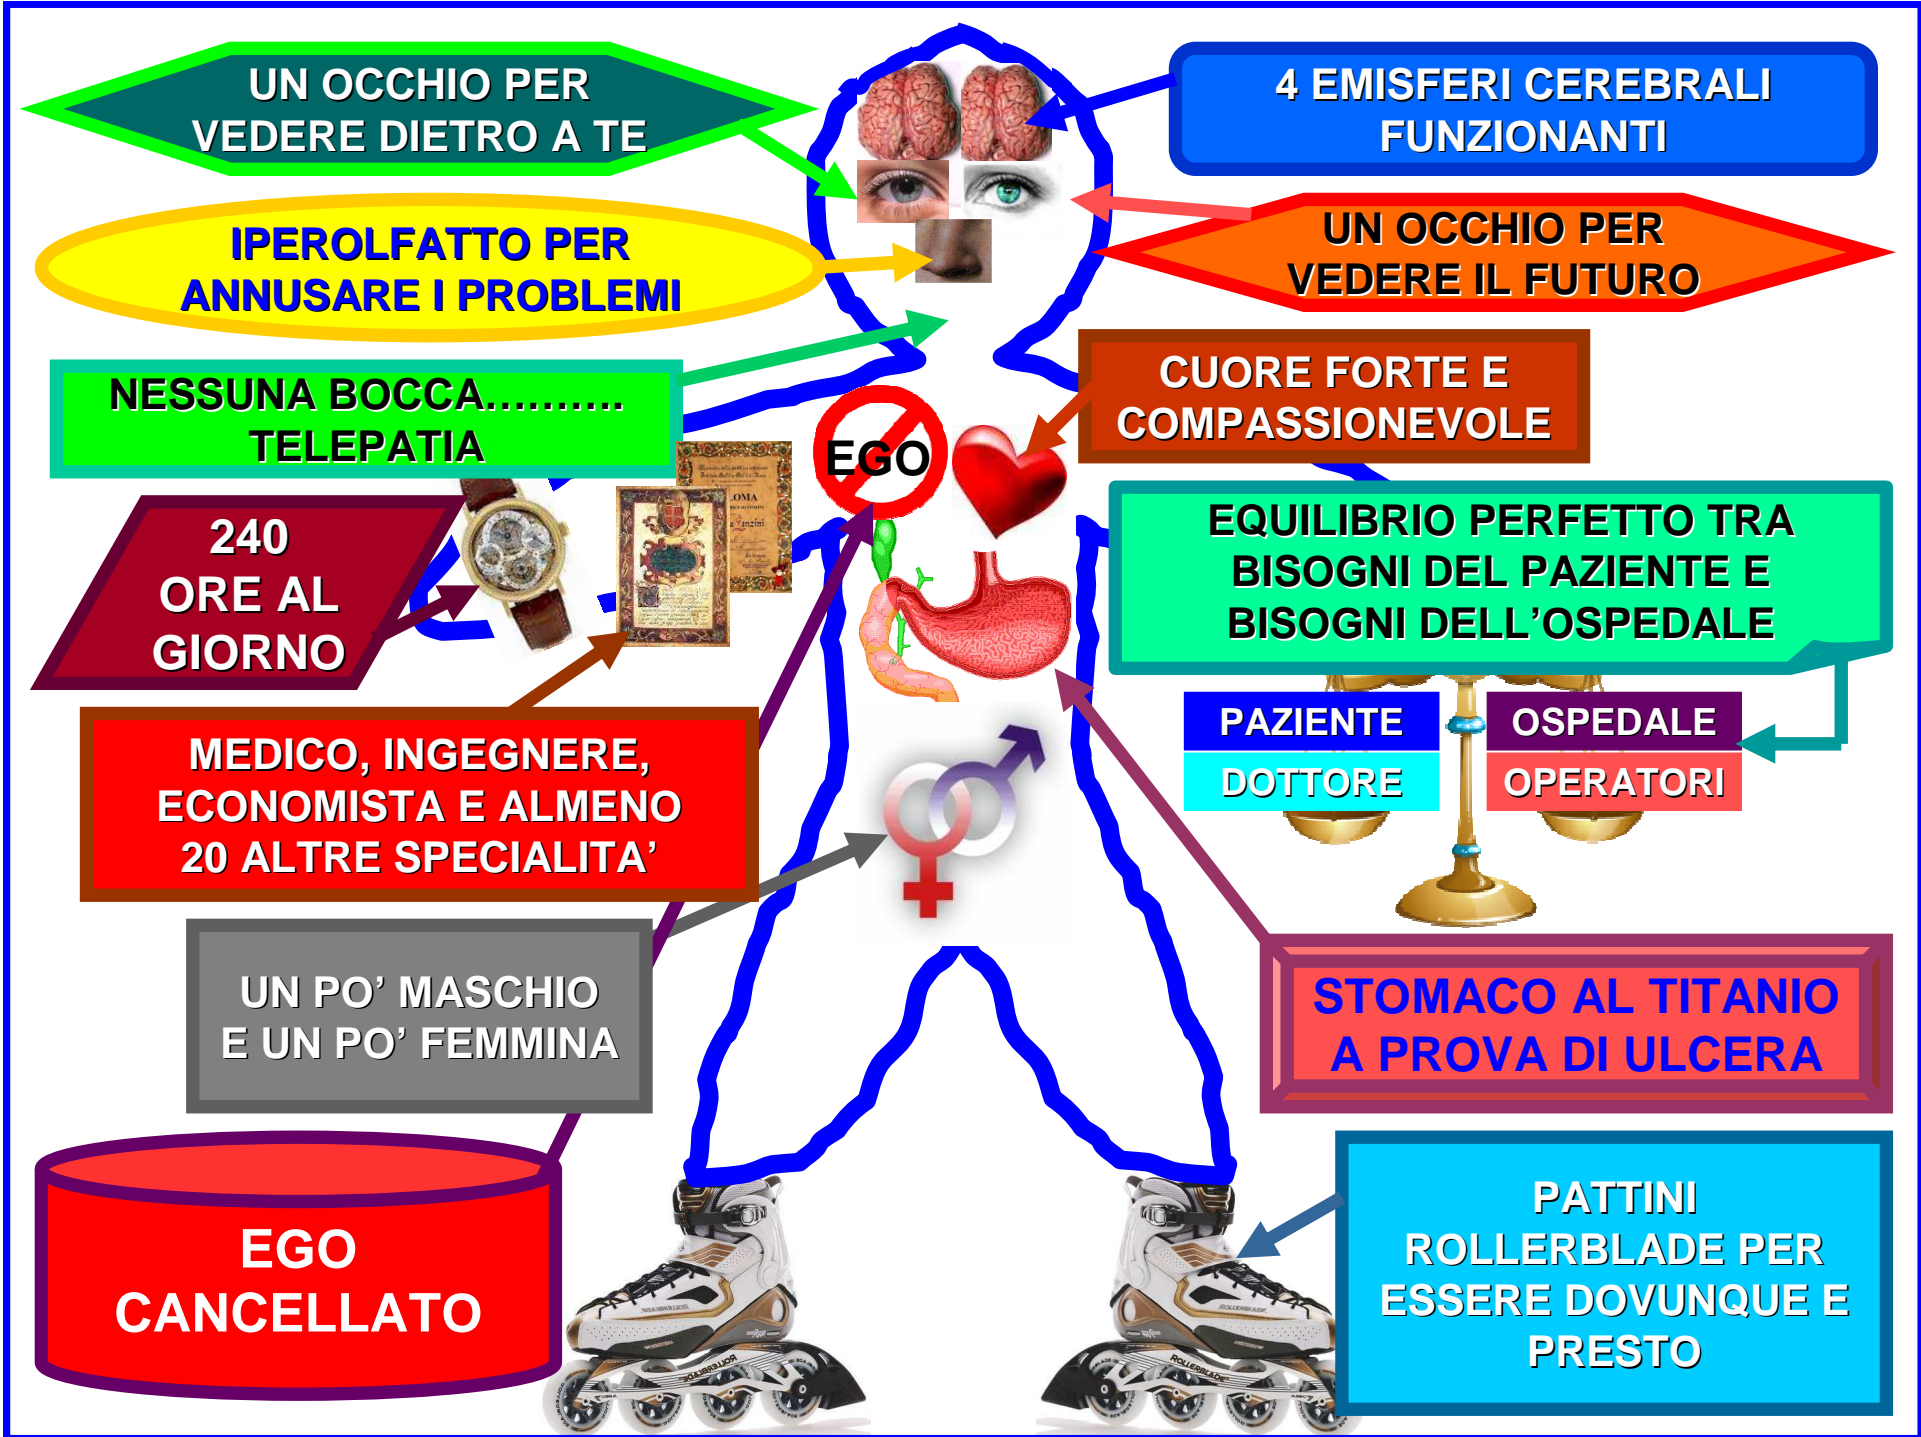 UN OCCHIO PER
VEDERE DIETRO A TE
4 EMISFERI CEREBRALI
FUNZIONANTI
IPEROLFATTO PER
ANNUSARE I PROBLEMI
UN OCCHIO PER
VEDERE IL FUTURO
NESSUNA BOCCA……….
TELEPATIA
CUORE FORTE E
COMPASSIONEVOLE
EGO
240
ORE AL
GIORNO
EQUILIBRIO PERFETTO TRA
BISOGNI DEL PAZIENTE E
BISOGNI DELL’OSPEDALE
PAZIENTE
OSPEDALE
DOTTORE
OPERATORI
MEDICO, INGEGNERE,
ECONOMISTA E ALMENO
20 ALTRE SPECIALITA’
UN PO’ MASCHIO
E UN PO’ FEMMINA
STOMACO AL TITANIO
A PROVA DI ULCERA
EGO
CANCELLATO
PATTINI
ROLLERBLADE PER
ESSERE DOVUNQUE E
PRESTO
ROLLERBLADE
ROLLERBLADE